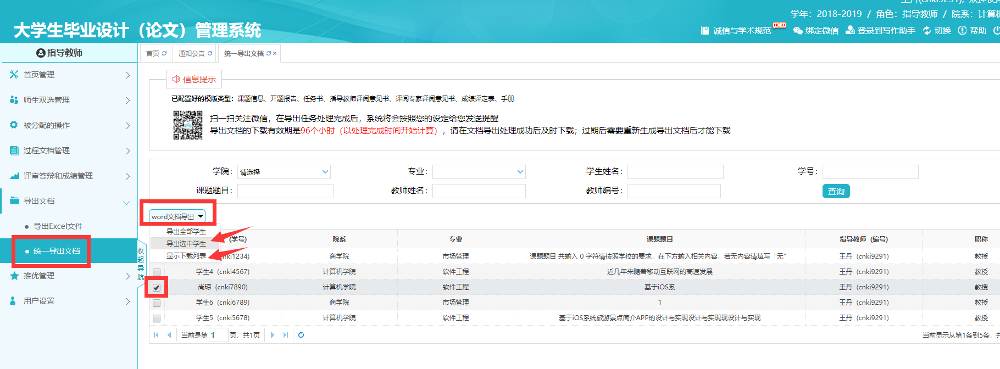 王丹(cnki9291)，欢迎使
学年：2018-2019 / 角色：指导教师 / 院系：计算机
大学生毕业设计（论文）管理系统
诚信与学术规范 NEW 绑定微信 登录到写作助手 切换 帮助
指导教师
首页管理
师生双选管理
被分配的操作
过程文档管理
评审答辩和成绩管理
导出文档
导出Excel文件
统一导出文档
推优管理
用户设置
收起导航
首页 通知公告 统一导出文档
信息提示
已配置好的模版类型：课题信息、开题报告、任务书、指导教师评阅意见书、评阅专家评阅意见书、成绩评定表、手册
扫一扫关注微信，在导出任务处理完成后，系统将会按照您的设定给您发送提醒
导出文档的下载有效期是96个小时（以处理完成时间开始计算），请在文档导出处理成功后及时下载；过期后需要重新生成导出文档后才能下载
学院： 请选择 专业： 学生姓名： 学号：
课题题目： 教师姓名： 教师编号： 查询
word文档导出
导出全部学生
导出选中学生
显示下载列表
(学号) 院系 专业 课题题目 指导教师（编号） 职称
nki1234) 商学院 市场管理 课题题目 共输入 0 字符请按照学校的要求，在下方输入相关内容，若无内容请填写“无” 王丹（cnki9291） 教授
学生4（cnki4567) 计算机学院 软件工程 近几年来随着移动互联网的高速发展 王丹（cnki9291） 教授
尚琼（cnki7890) 计算机学院 软件工程 基于iOS系 王丹（cnki9291） 教授
学生6（cnki6789) 商学院 市场管理 1 王丹（cnki9291） 教授
学生5（cnki5678) 计算机学院 软件工程 基于iOS系统旅游景点简介APP的设计与实现设计与实现现设计与实现 王丹（cnki9291） 教授
当前是第 1 页，共1页 当前显示从第1条到5条，共